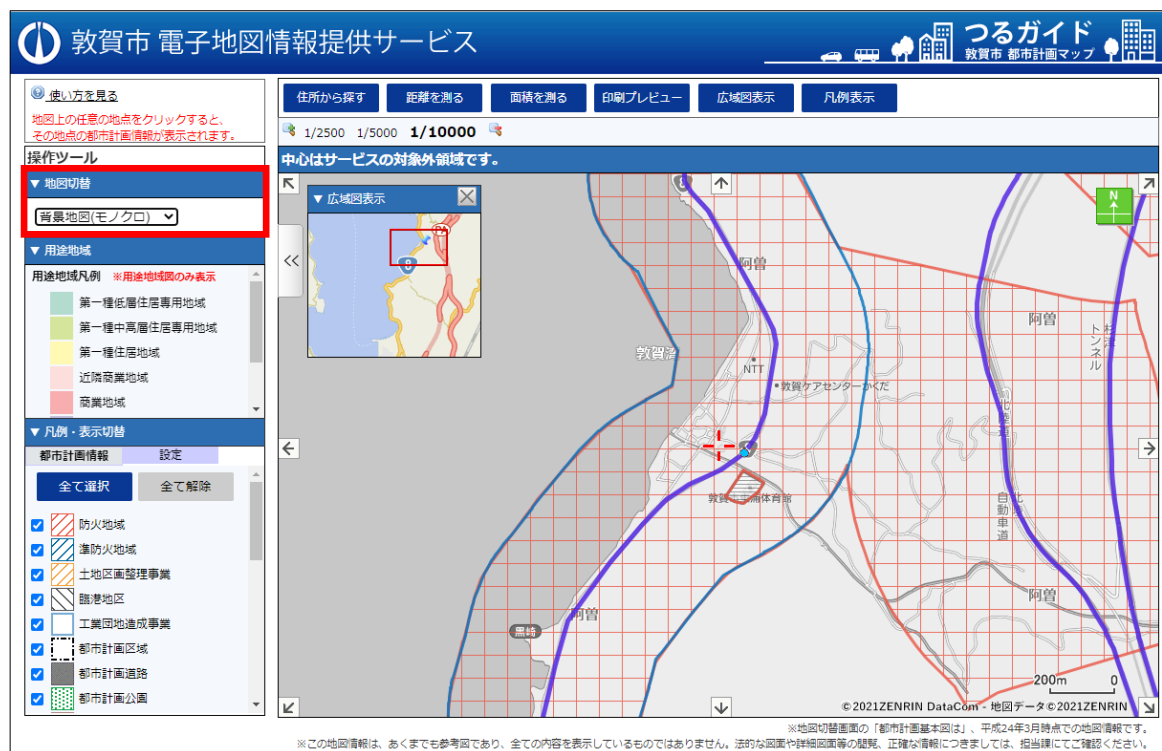 敦賀市 電子地図情報提供サービス
つるガイド
敦賀市 都市計画マップ
使い方を見る
地図上の任意の地点をクリックすると、
その地点の都市計画情報が表示されます。
操作ツール
▼ 地図切替
背景地図(モノクロ)
▼ 用途地域
用途地域凡例 ※用途地域図のみ表示
第一種低層住居専用地域
第一種中高層住居専用地域
第一種住居地域
近隣商業地域
商業地域
▼ 凡例・表示切替
都市計画情報 設定
全て選択 全て解除
防火地域
準防火地域
土地区画整理事業
臨港地区
工業団地造成事業
都市計画区域
都市計画道路
都市計画公園
住所から探す 距離を測る 面積を測る 印刷プレビュー 広域図表示 凡例表示
1/2500 1/5000 1/10000
中心はサービスの対象外領域です。
▼ 広域図表示
PA
8
<<
N
8
阿曽
阿曽
杉津
トンネル
敦賀湾
NTT
敦賀ケアセンターかくだ
北陸道
北陸
自動車道
阿曽
阿曽
黒崎
200m 0
©2021ZENRIN DataCom - 地図データ©2021ZENRIN
※地図切替画面の「都市計画基本図は」、平成24年3月時点での地図情報です。
※この地図情報は、あくまでも参考図であり、全ての内容を表示しているものではありません。法的な図面や詳細図面等の閲覧、正確な情報につきましては、担当課にてご確認ください。